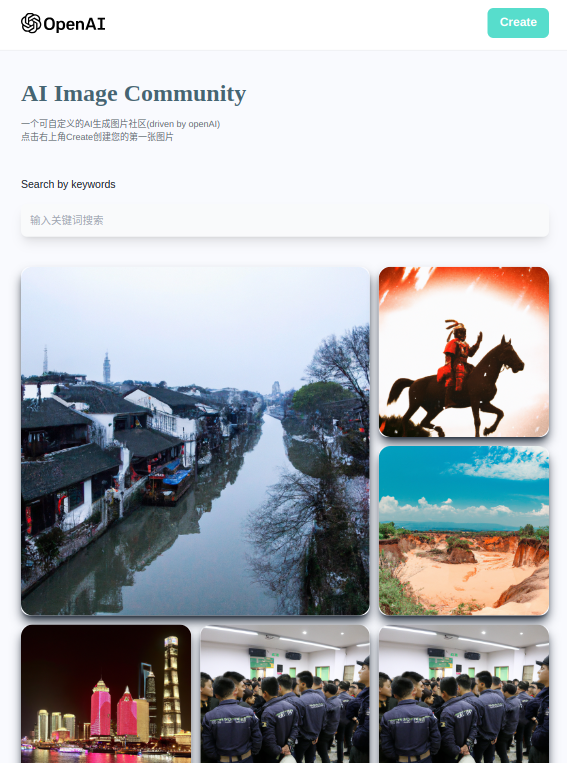 OpenAI
Create
AI Image Community
一个可自定义的AI生成图片社区(driven by openAI)
点击右上角Create创建您的第一张图片
Search by keywords
输入关键词搜索